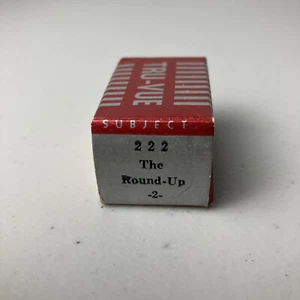 TRU-VUE
SUBJECT
222
The
Round-Up
-2-